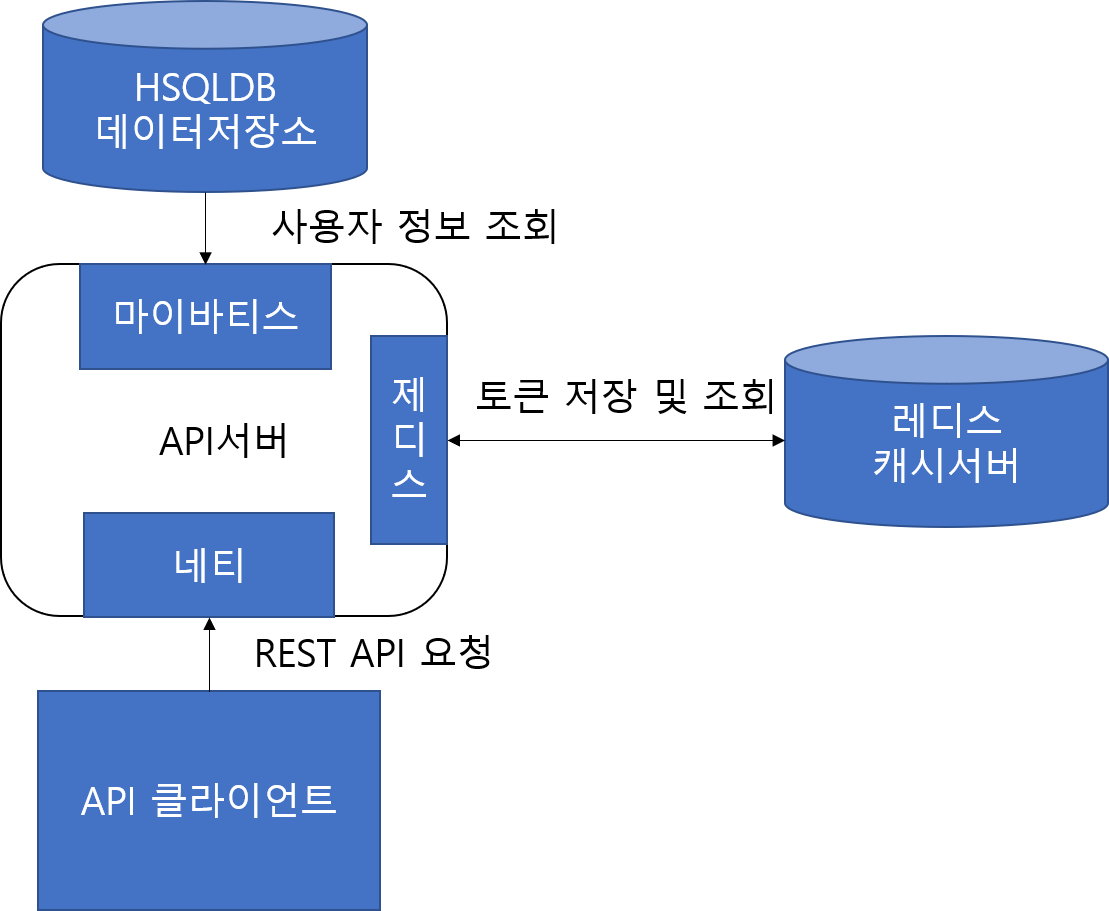 HSQLDB
데이터저장소
사용자 정보 조회
마이바티스
제
디
스
토큰 저장 및 조회
레디스
캐시서버
API서버
네티
REST API 요청
API 클라이언트